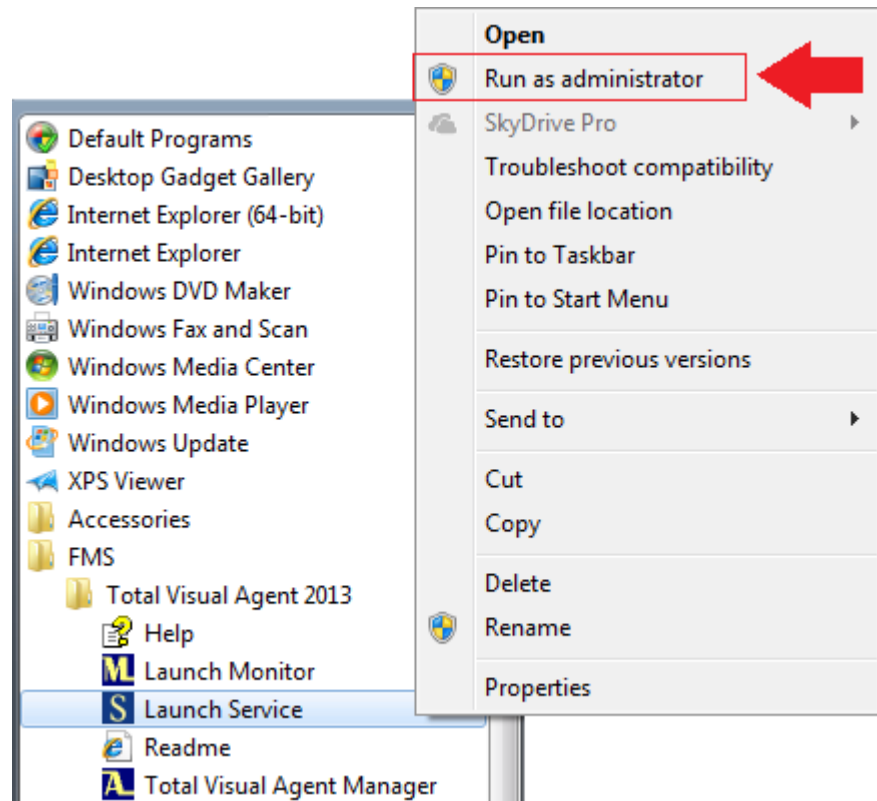 Open
Run as administrator
SkyDrive Pro
Troubleshoot compatibility
Open file location
Pin to Taskbar
Pin to Start Menu
Restore previous versions
Send to
Cut
Copy
Delete
Rename
Properties
Default Programs
Desktop Gadget Gallery
Internet Explorer (64-bit)
Internet Explorer
Windows DVD Maker
Windows Fax and Scan
Windows Media Center
Windows Media Player
Windows Update
XPS Viewer
Accessories
FMS
Total Visual Agent 2013
Help
Launch Monitor
Launch Service
Readme
Total Visual Agent Manager